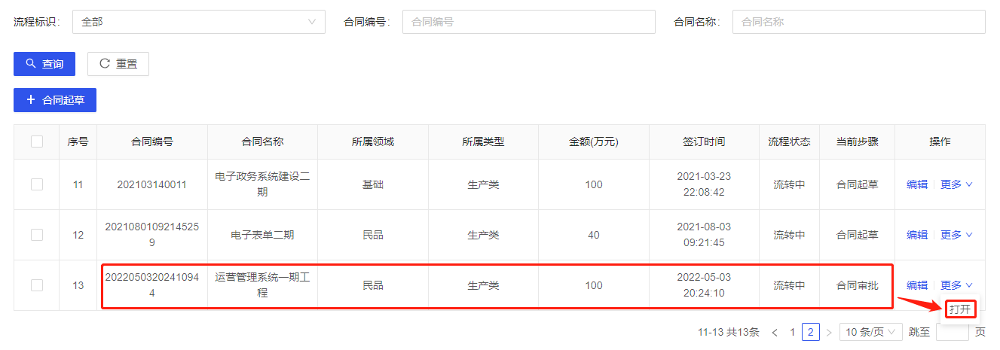 流程标识: 全部 合同编号: 合同编号 合同名称: 合同名称
查询 重置
合同起草
序号 合同编号 合同名称 所属领域 所属类型 金额(万元) 签订时间 流程状态 当前步骤 操作
11 202103140011 电子政务系统建设二期 基础 生产类 100 2021-03-23 22:08:42 流转中 合同起草 编辑 更多
12 20210801092145259 电子表单二期 民品 生产类 40 2021-08-03 09:21:45 流转中 合同起草 编辑 更多
13 20220503202410944 运营管理系统一期工程 民品 生产类 100 2022-05-03 20:24:10 流转中 合同审批 编辑 更多
打开
11-13 共13条 < 1 2 > 10 条/页 跳至 页